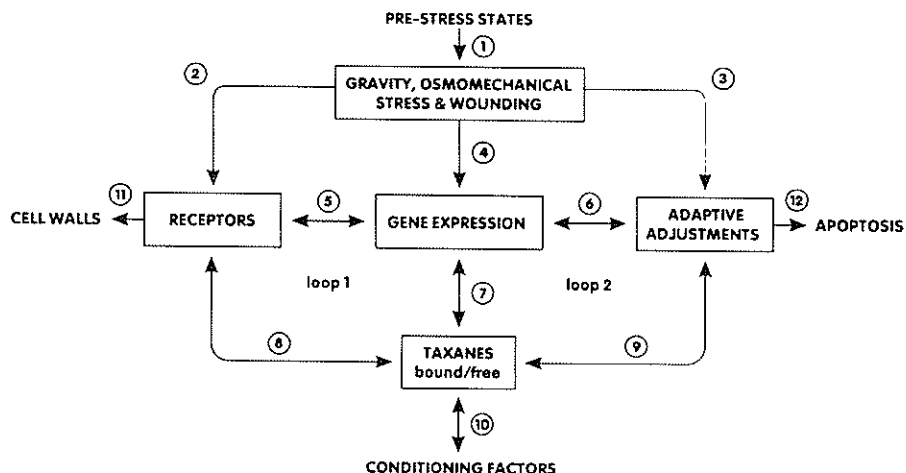 PRE-STRESS STATES
1
2
3
GRAVITY, OSMOMECHANICAL
STRESS & WOUNDING
4
11
5
6
12
CELL WALLS
RECEPTORS
GENE EXPRESSION
ADAPTIVE
ADJUSTMENTS
APOPTOSIS
loop 1
7
loop 2
8
TAXANES
bound/free
9
10
CONDITIONING FACTORS